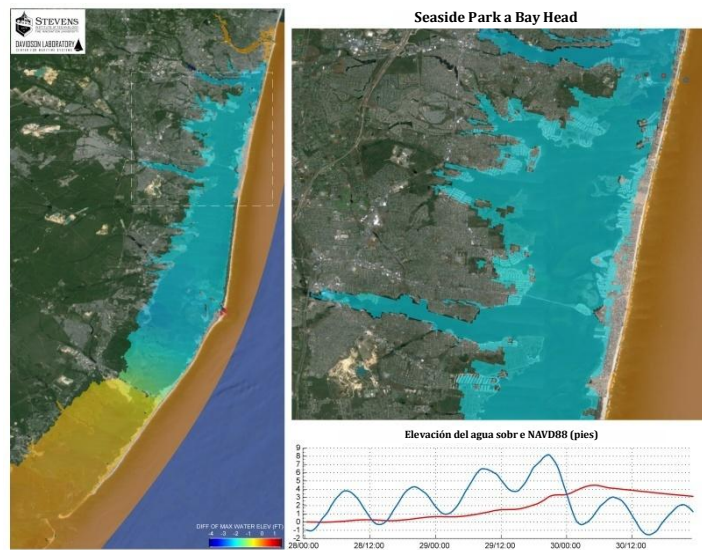 STEVENS
DAVIDSON LABORATORY
Seaside Park a Bay Head
DIFF OF MAX WATER ELEV (FT)
-4 -3 -2 -1 0 1
Elevación del agua sobr e NAVD88 (pies)
9
8
7
6
5
4
3
2
1
0
-1
-2
28/00:00 28/12:00 29/00:00 29/12:00 30/00:00 30/12:00